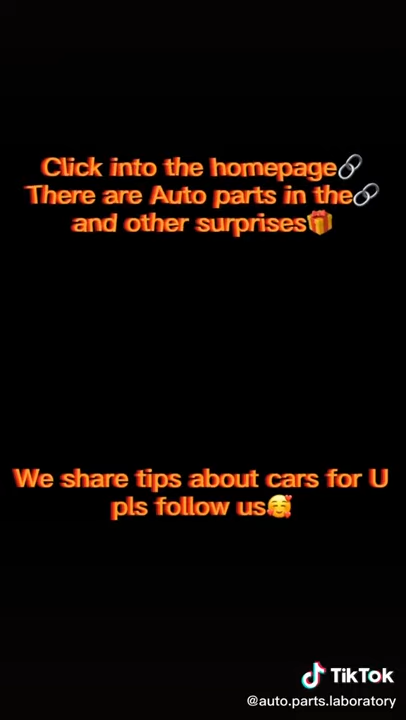 Click into the homepage🔗
There are Auto parts in the🔗
and other surprises🎁
We share tips about cars for U
pls follow us🥰
TikTok
@auto.parts.laboratory